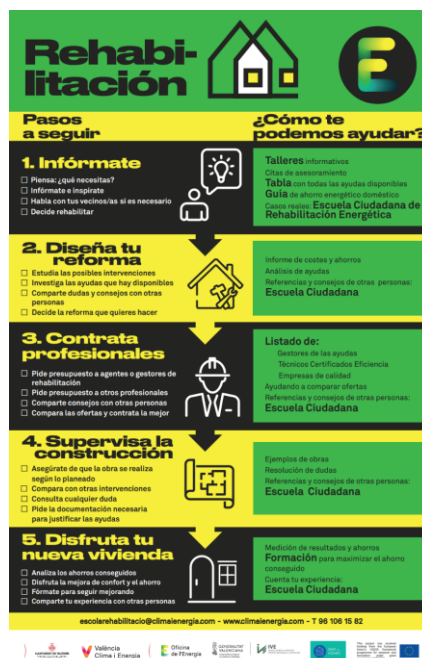 Rehabi-
litación
E
Pasos
a seguir
¿Cómo te
podemos ayudar?
1. Infórmate
☐ Piensa: ¿qué necesitas?
☐ Infórmate e inspírate
☐ Habla con tus vecinos/as si es necesario
☐ Decide rehabilitar
Talleres informativos
Citas de asesoramiento
Tabla con todas las ayudas disponibles
Guía de ahorro energético doméstico
Casos reales: Escuela Ciudadana de
Rehabilitación Energética
2. Diseña tu
reforma
☐ Estudia las posibles intervenciones
☐ Investiga las ayudas que hay disponibles
☐ Comparte dudas y consejos con otras
personas
☐ Decide la reforma que quieres hacer
Informe de costes y ahorros
Análisis de ayudas
Referencias y consejos de otras personas:
Escuela Ciudadana
3. Contrata
profesionales
☐ Pide presupuesto a agentes o gestores de
rehabilitación
☐ Pide presupuesto a otros profesionales
☐ Comparte consejos con otras personas
☐ Compara las ofertas y contrata la mejor
Listado de:
Gestores de las ayudas
Técnicos Certificados Eficiencia
Empresas de calidad
Ayudando a comparar ofertas
Referencias y consejos de otras personas:
Escuela Ciudadana
4. Supervisa la
construcción
☐ Asegúrate de que la obra se realiza
según lo planeado
☐ Compara con otras intervenciones
☐ Consulta cualquier duda
☐ Pide la documentación necesaria
para justificar las ayudas
Ejemplos de obras
Resolución de dudas
Referencias y consejos de otras personas:
Escuela Ciudadana
5. Disfruta tu
nueva vivienda
☐ Analiza los ahorros conseguidos
☐ Disfruta la mejora de confort y el ahorro
☐ Fórmate para seguir mejorando
☐ Comparte tu experiencia con otras personas
Medición de resultados y ahorros
Formación para maximizar el ahorro
conseguido
Cuenta tu experiencia:
Escuela Ciudadana
escolarehabilitacio@climaienergia.com - www.climaienergia.com - T 96 106 15 82
València
Clima i Energia
E
Oficina
de l'Energia
GENERALITAT
VALENCIANA
IVE